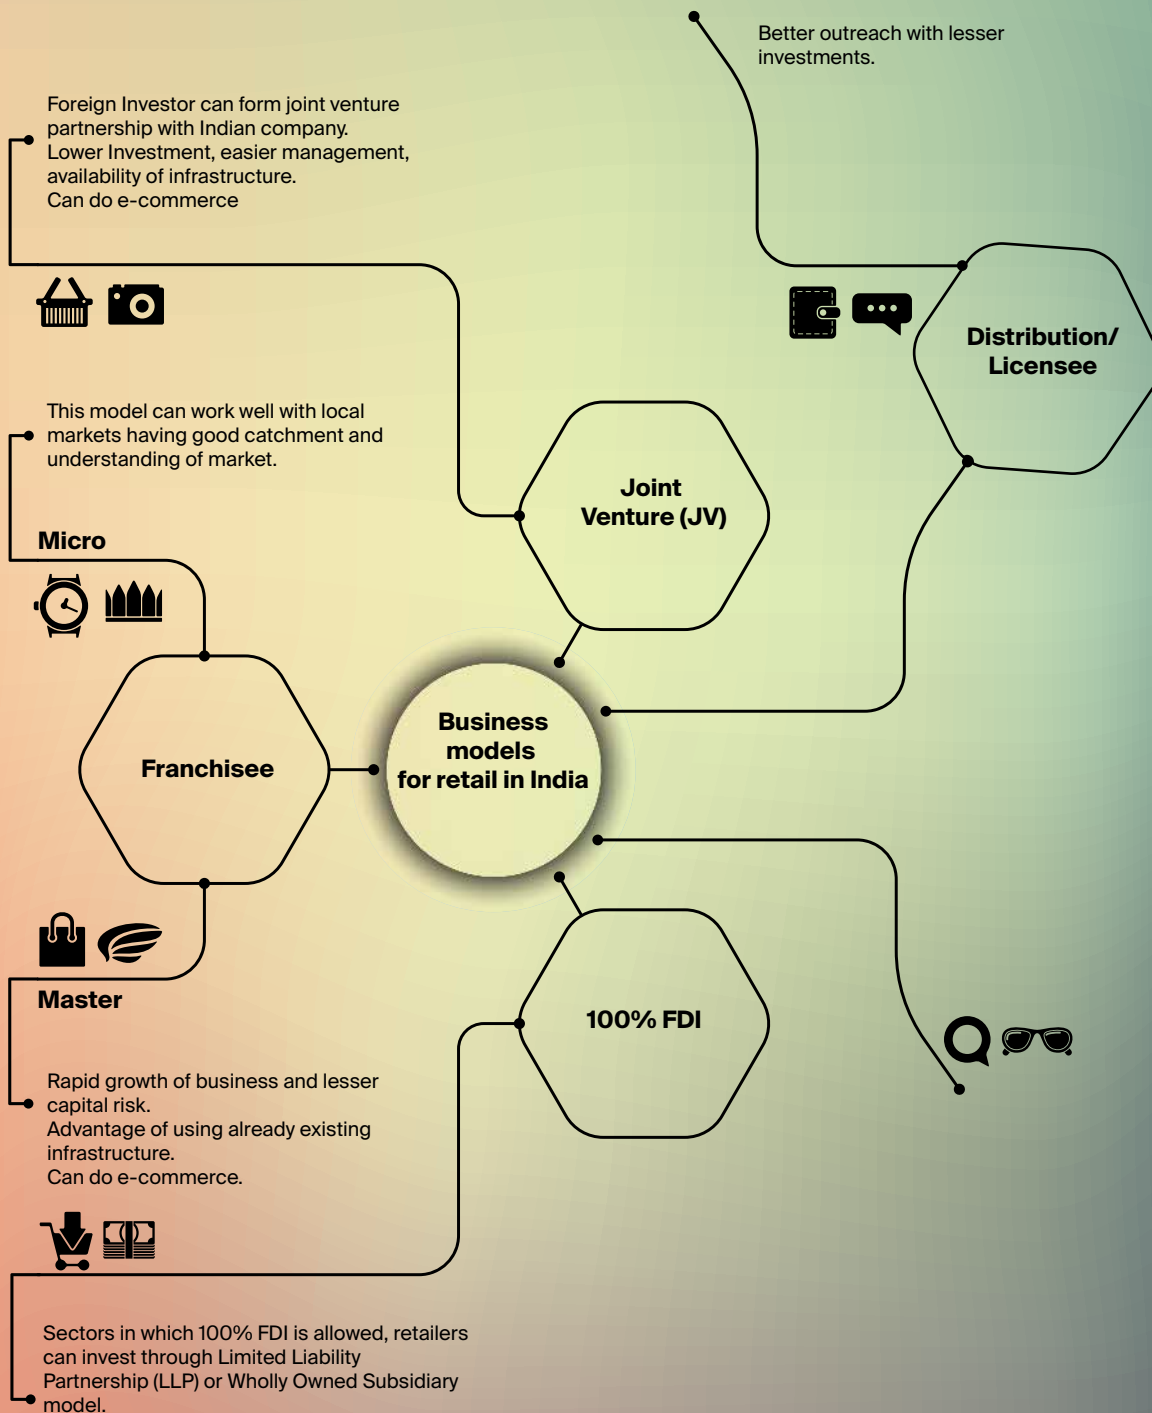 Better outreach with lesser
investments.
Foreign Investor can form joint venture
partnership with Indian company.
Lower Investment, easier management,
availability of infrastructure.
Can do e-commerce
Distribution/
Licensee
This model can work well with local
markets having good catchment and
understanding of market.
Micro
Joint
Venture (JV)
Business
models
for retail in India
Franchisee
Master
100% FDI
Rapid growth of business and lesser
capital risk.
Advantage of using already existing
infrastructure.
Can do e-commerce.
Sectors in which 100% FDI is allowed, retailers
can invest through Limited Liability
Partnership (LLP) or Wholly Owned Subsidiary
model.